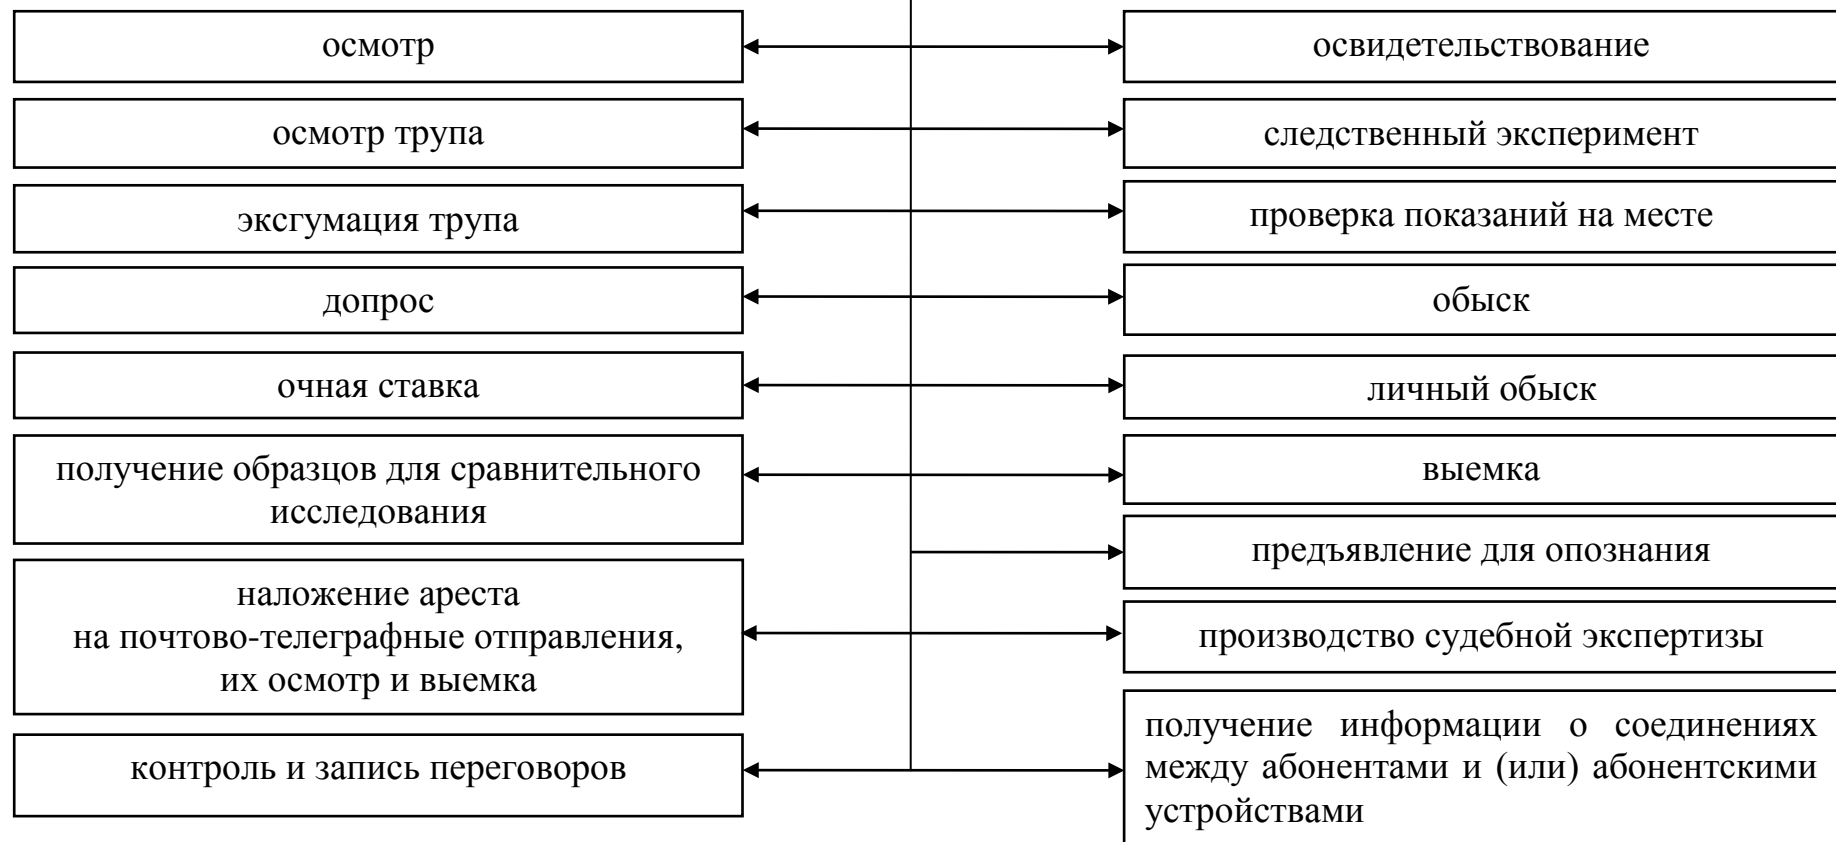 осмотр
освидетельствование
осмотр трупа
следственный эксперимент
эксгумация трупа
проверка показаний на месте
допрос
обыск
очная ставка
личный обыск
получение образцов для сравнительного
исследования
выемка
предъявление для опознания
наложение ареста
на почтово-телеграфные отправления,
их осмотр и выемка
производство судебной экспертизы
контроль и запись переговоров
получение информации о соединениях
между абонентами и (или) абонентскими
устройствами